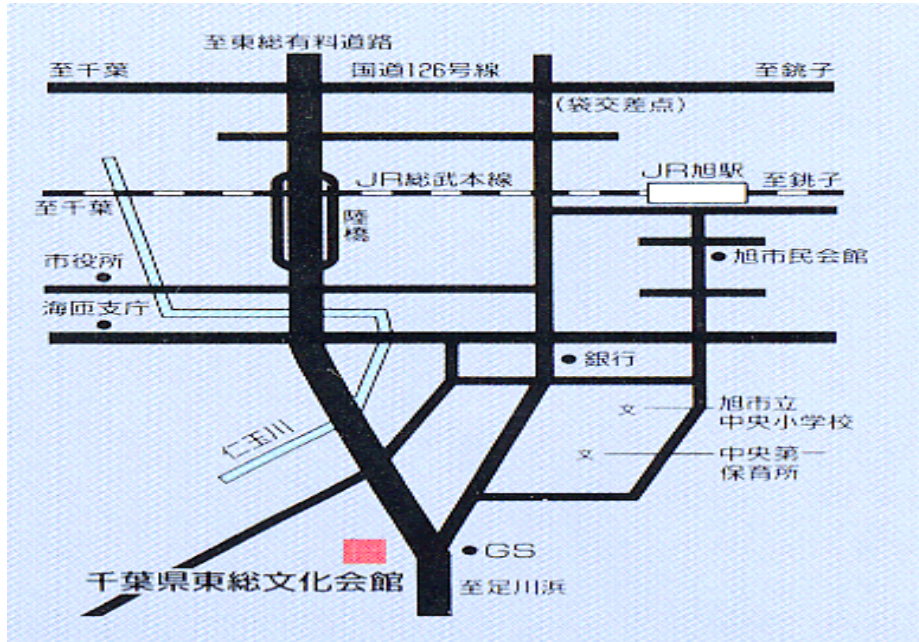 至東総有料道路
至千葉
国道126号線
至銚子
(袋交差点)
JR総武本線
JR旭駅
至銚子
至千葉
陸橋
市役所
旭市民会館
海匝支庁
銀行
文
旭市立
中央小学校
仁玉川
文
中央第一
保育所
GS
千葉県東総文化会館
至足川浜